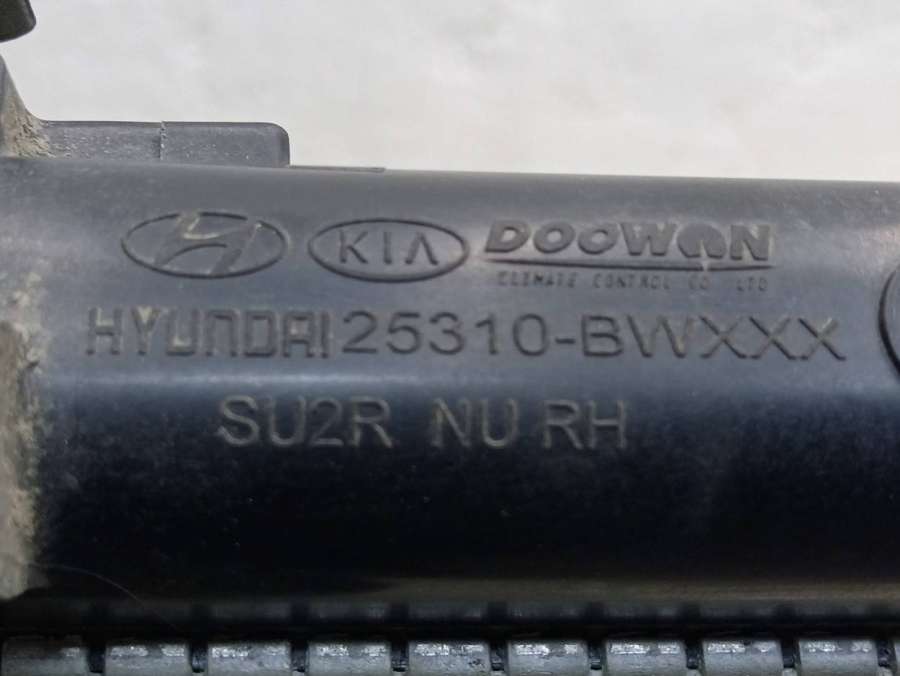 KIA DOOWON
CLIMATE CONTROL CO LTD
HYUNDAI 25310-BWXXX
SU2R NU RH